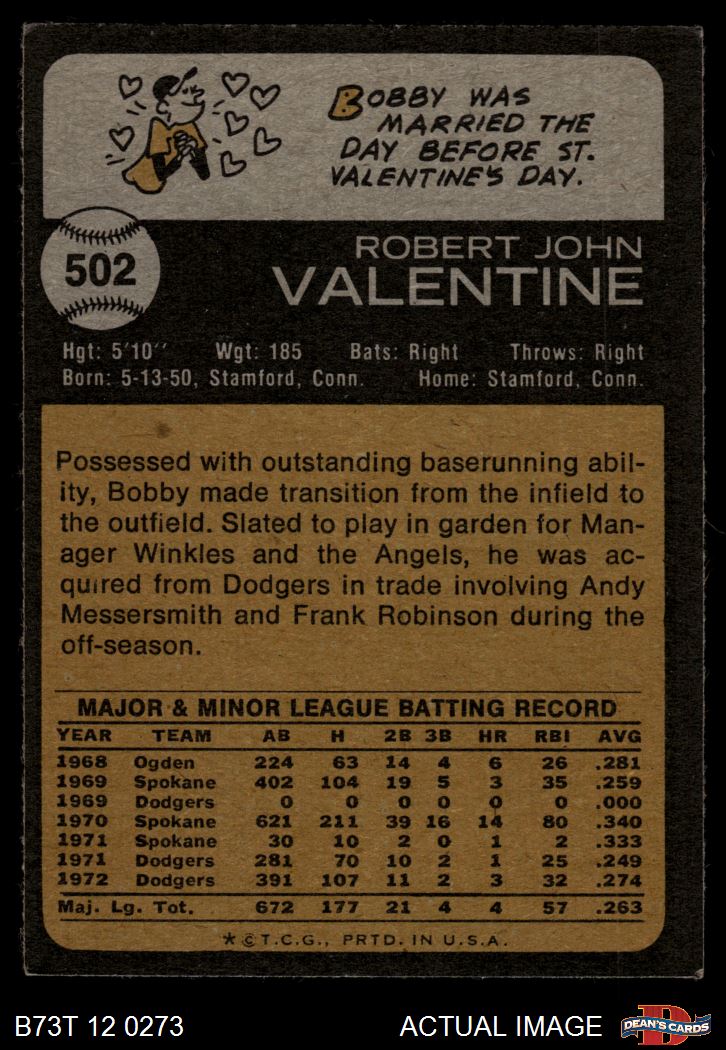 BOBBY WAS
MARRIED THE
DAY BEFORE ST.
VALENTINE'S DAY.
502
ROBERT JOHN
VALENTINE
Hgt: 5'10" Wgt: 185 Bats: Right Throws: Right
Born: 5-13-50, Stamford, Conn. Home: Stamford, Conn.
Possessed with outstanding baserunning abil-
ity, Bobby made transition from the infield to
the outfield. Slated to play in garden for Man-
ager Winkles and the Angels, he was ac-
quired from Dodgers in trade involving Andy
Messersmith and Frank Robinson during the
off-season.
MAJOR & MINOR LEAGUE BATTING RECORD
YEAR TEAM AB H 2B 3B HR RBI AVG
1968 Ogden 224 63 14 4 6 26 .281
1969 Spokane 402 104 19 5 3 35 .259
1969 Dodgers 0 0 0 0 0 0 .000
1970 Spokane 621 211 39 16 14 80 .340
1971 Spokane 30 10 2 0 1 2 .333
1971 Dodgers 281 70 10 2 1 25 .249
1972 Dodgers 391 107 11 2 3 32 .274
Maj. Lg. Tot. 672 177 21 4 4 57 .263
*©T.C.G., PRTD. IN U.S.A.
B73T 12 0273 ACTUAL IMAGE DEAN'S CARDS